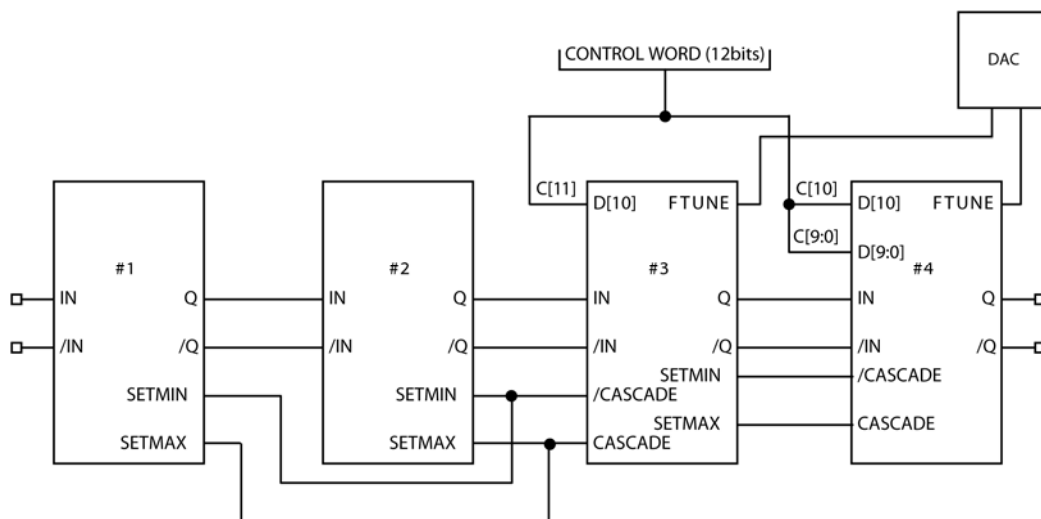 CONTROL WORD (12bits)
DAC
C[11]
C[10]
C[9:0]
#1
IN
/IN
Q
/Q
SETMIN
SETMAX
#2
IN
/IN
Q
/Q
SETMIN
SETMAX
D[10]
FTUNE
#3
IN
/IN
Q
/Q
SETMIN
/CASCADE
SETMAX
CASCADE
D[10]
FTUNE
D[9:0]
#4
IN
/IN
Q
/Q
/CASCADE
CASCADE